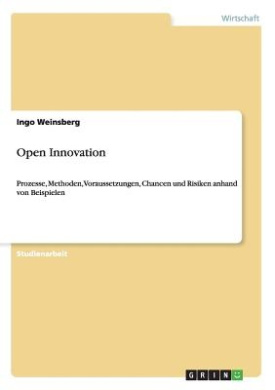 Wirtschaft
Ingo Weinsberg
Open Innovation
Prozesse, Methoden, Voraussetzungen, Chancen und Risiken anhand
von Beispielen
Studienarbeit
GRIN